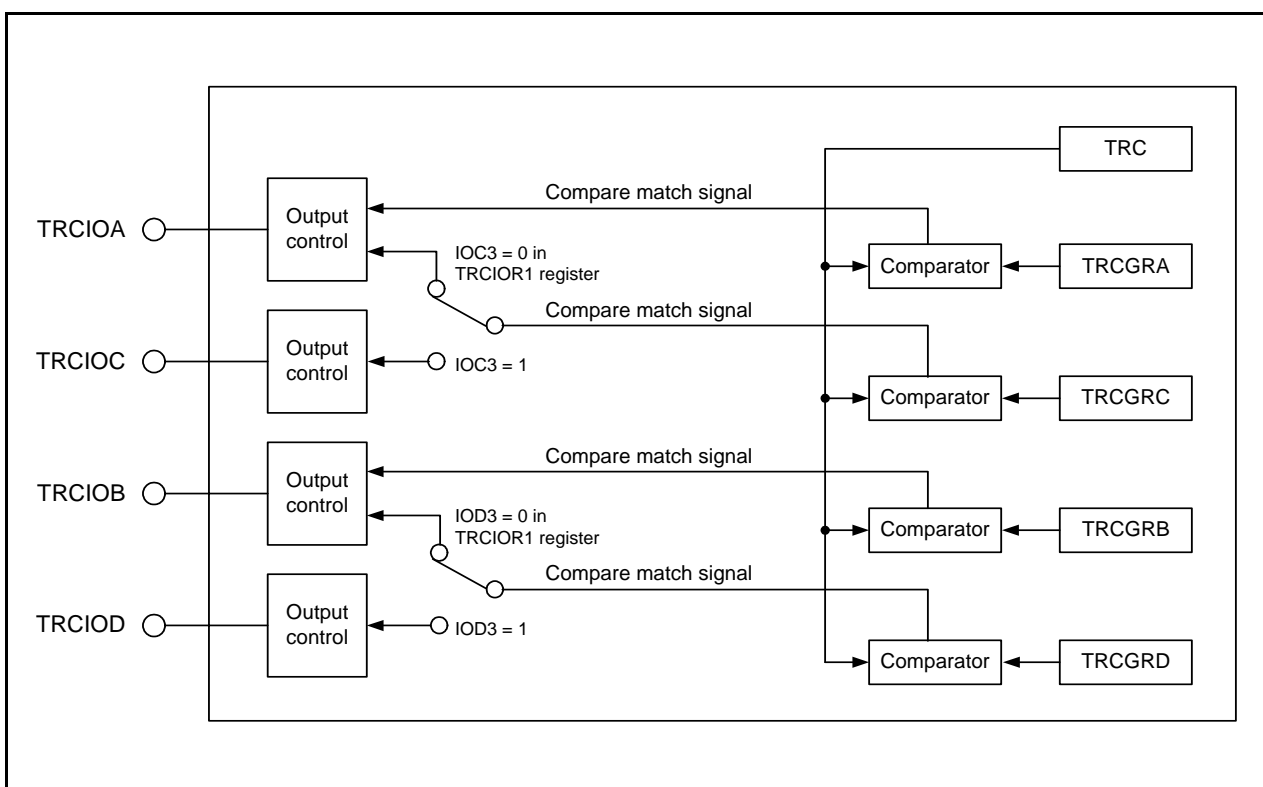 TRC
Compare match signal
TRCIOA
Output
control
IOC3 = 0 in
TRCIOR1 register
Comparator
TRCGRA
Compare match signal
TRCIOC
Output
control
IOC3 = 1
Comparator
TRCGRC
Compare match signal
TRCIOB
Output
control
IOD3 = 0 in
TRCIOR1 register
Comparator
TRCGRB
Compare match signal
TRCIOD
Output
control
IOD3 = 1
Comparator
TRCGRD